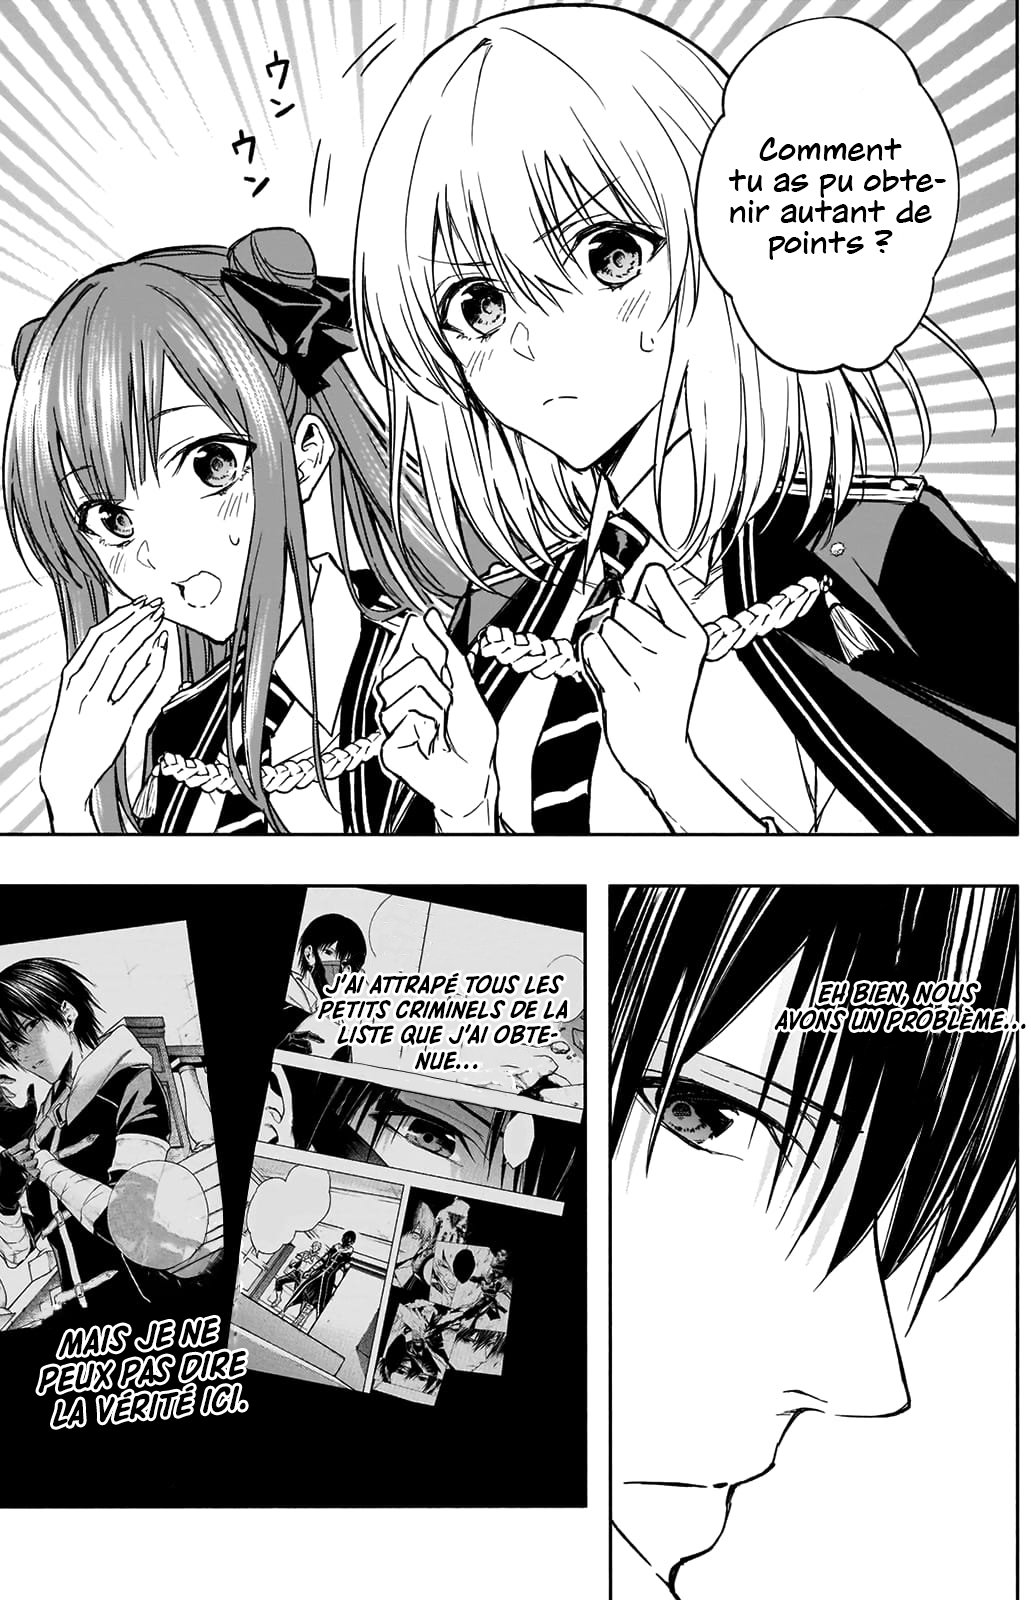 Comment
tu as pu obte-
nir autant de
points ?
ウン
ウン
EH BIEN, NOUS
AVONS UN PROBLÈME...
J'AI ATTRAPÉ TOUS LES
PETITS CRIMINELS DE LA
LISTE QUE J'AI OBTE-
NUE...
MAIS JE NE
PEUX PAS DIRE
LA VÉRITÉ ICI.